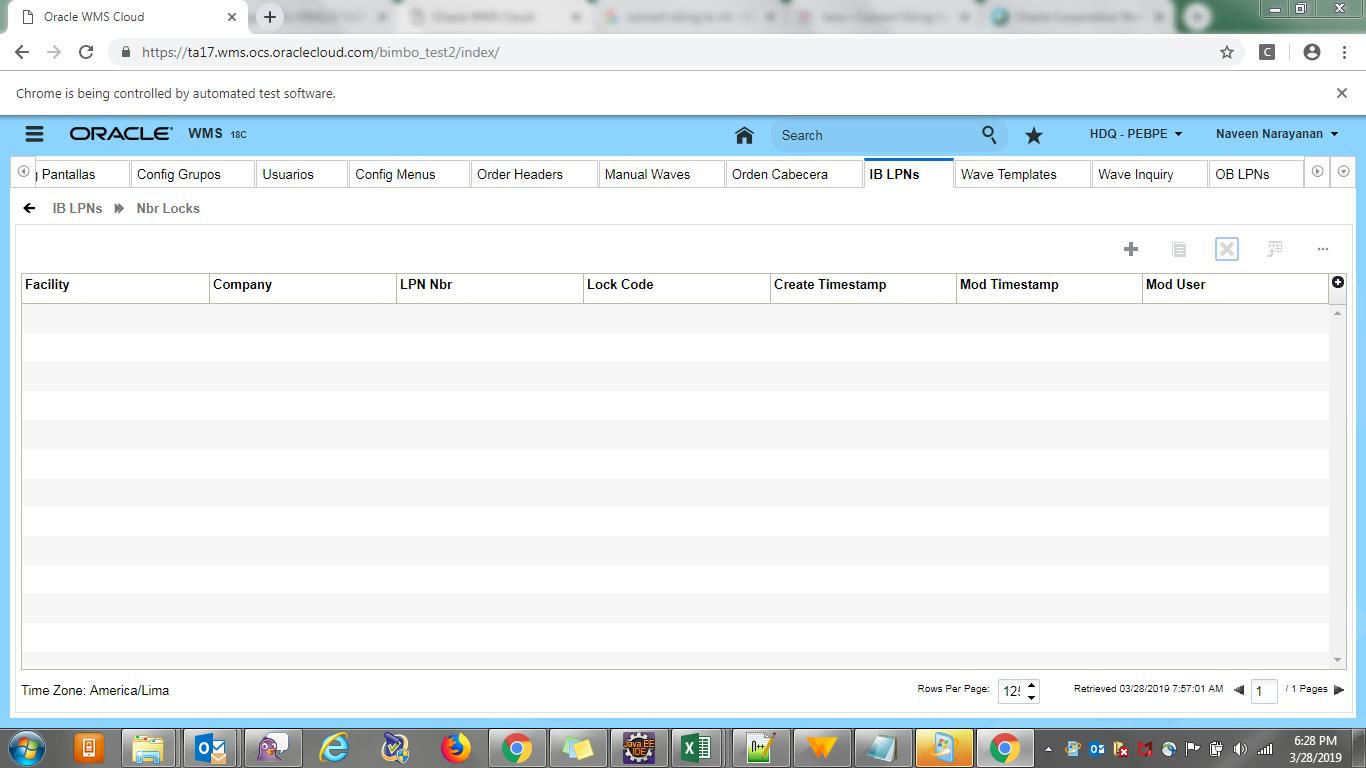 Oracle WMS Cloud
https://ta17.wms.ocs.oraclecloud.com/bimbo_test2/index/
C
Chrome is being controlled by automated test software.
ORACLE WMS 18C Search HDQ - PEBPE Naveen Narayanan
Pantallas Config Grupos Usuarios Config Menus Order Headers Manual Waves Orden Cabecera IB LPNs Wave Templates Wave Inquiry OB LPNs
IB LPNs Nbr Locks
Facility Company LPN Nbr Lock Code Create Timestamp Mod Timestamp Mod User
Time Zone: America/Lima Rows Per Page: Retrieved 03/28/2019 7:57:01 AM 1 / 1 Pages
Java EE
IDE
6:28 PM
3/28/2019